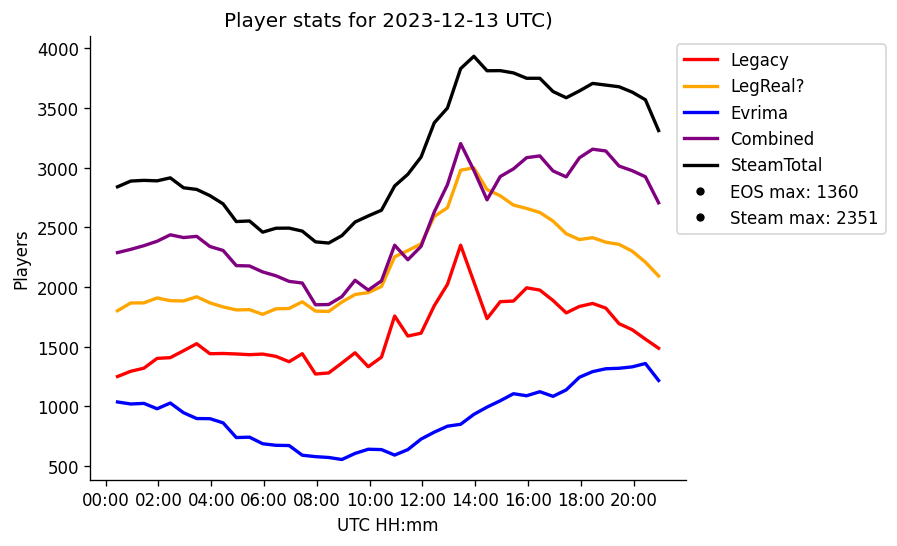 Player stats for 2023-12-13 UTC)
4000
3500
3000
2500
2000
1500
1000
500
Players
00:00 02:00 04:00 06:00 08:00 10:00 12:00 14:00 16:00 18:00 20:00
UTC HH:mm
Legacy
LegReal?
Evrima
Combined
SteamTotal
EOS max: 1360
Steam max: 2351